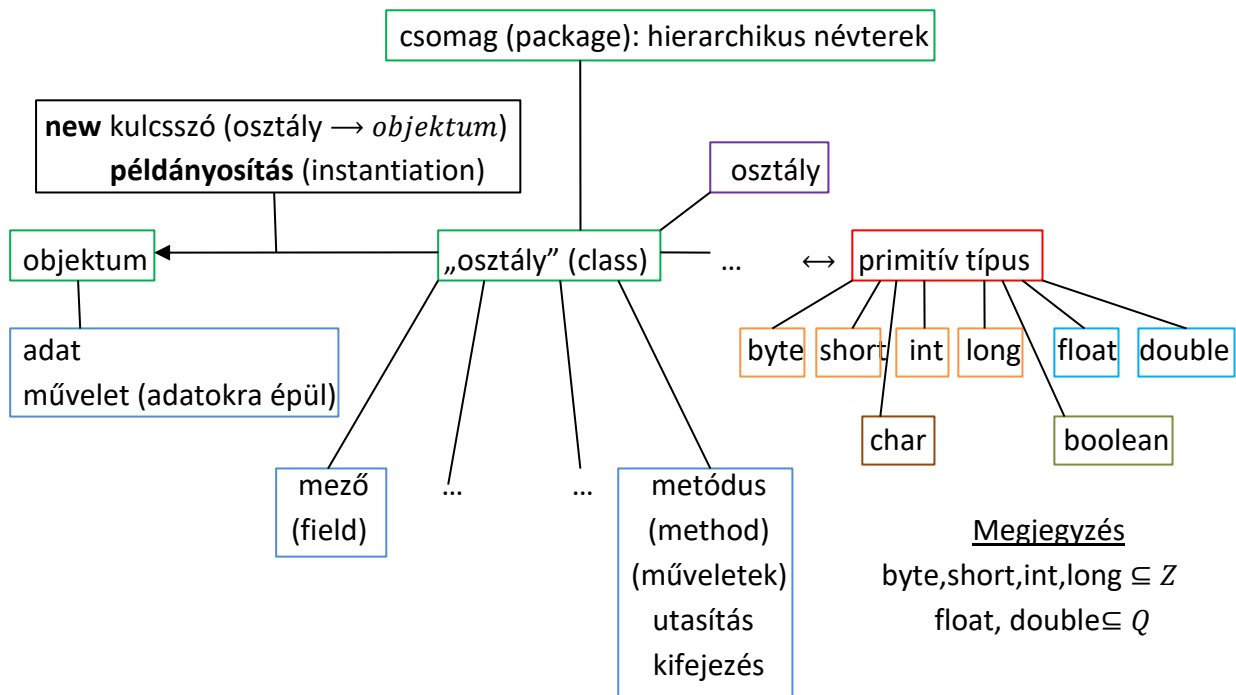 csomag (package): hierarchikus névterek
new kulcsszó (osztály ⟶ objektum)
példányosítás (instantiation)
osztály
objektum
„osztály” (class)
...
↔
primitív típus
adat
művelet (adatokra épül)
byte
short
int
long
float
double
char
boolean
mező
(field)
...
...
metódus
(method)
(műveletek)
utasítás
kifejezés
Megjegyzés
byte,short,int,long ⊆ Z
float, double⊆ Q